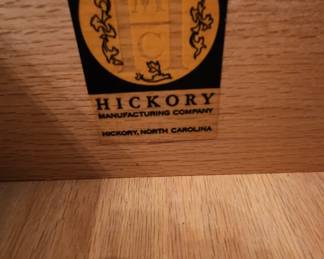 M
C
HICKORY
MANUFACTURING COMPANY
HICKORY, NORTH CAROLINA